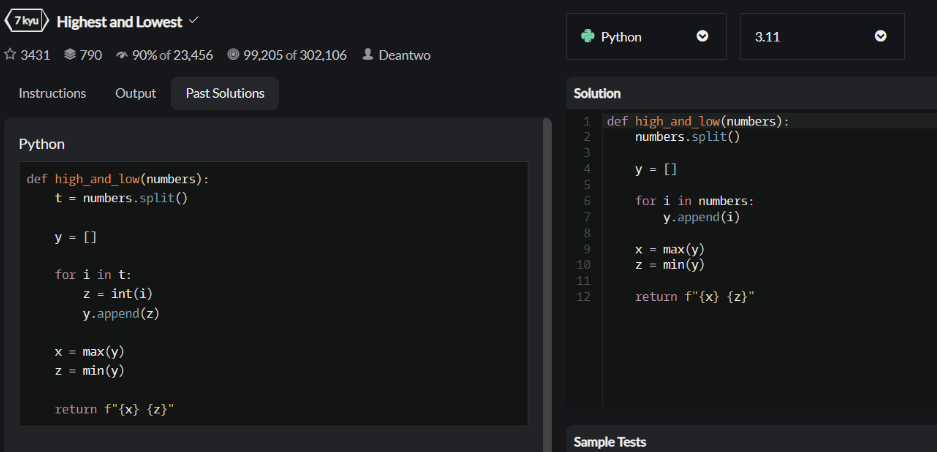 7 kyu Highest and Lowest
3431 790 90% of 23,456 99,205 of 302,106 Deantwo
Instructions Output Past Solutions
Python
def high_and_low(numbers):
    t = numbers.split()
    y = []
    for i in t:
        z = int(i)
        y.append(z)
    x = max(y)
    z = min(y)
    return f"{x} {z}"
Python 3.11
Solution
1 def high_and_low(numbers):
2     numbers.split()
3
4     y = []
5
6     for i in numbers:
7         y.append(i)
8
9     x = max(y)
10     z = min(y)
11
12     return f"{x} {z}"
Sample Tests